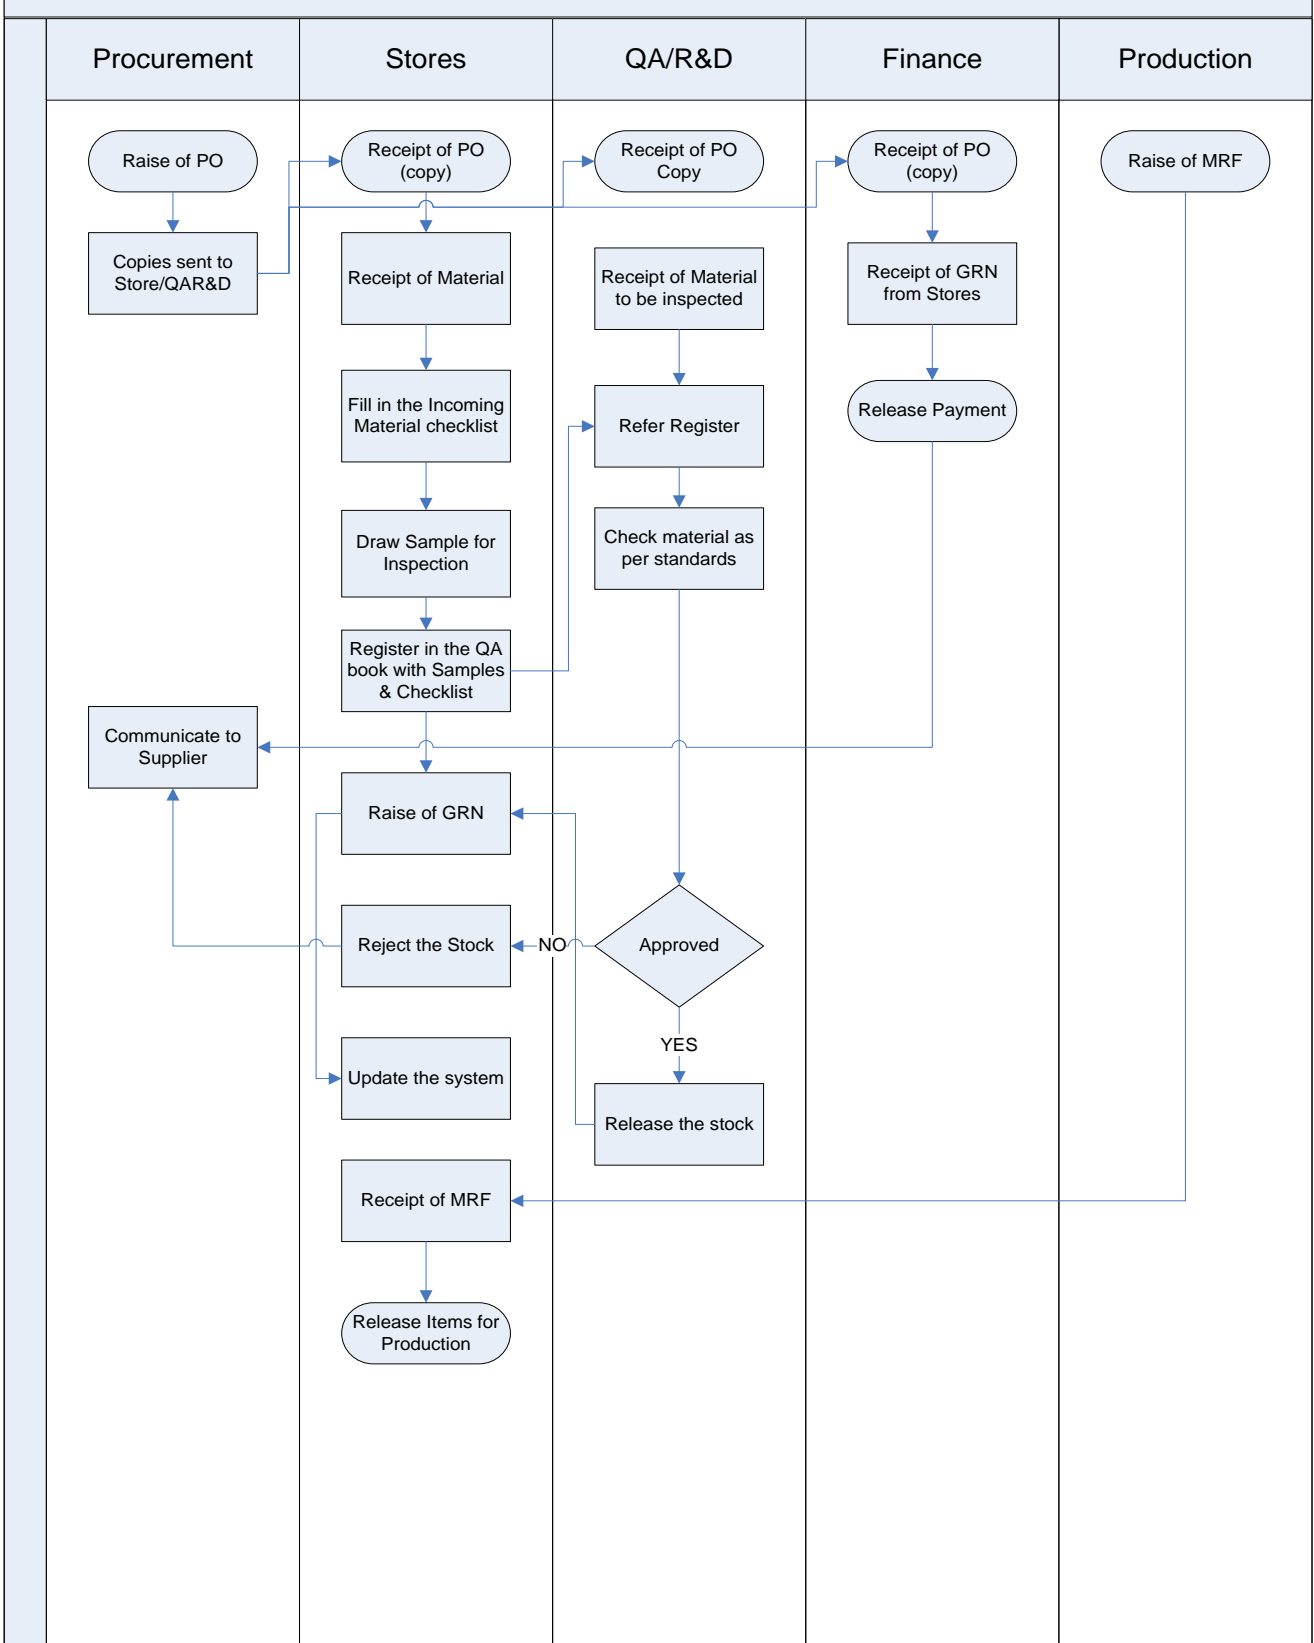 Procurement
Stores
QA/R&D
Finance
Production
Raise of PO
Receipt of PO
(copy)
Receipt of PO
Copy
Receipt of PO
(copy)
Raise of MRF
Copies sent to
Store/QAR&D
Receipt of Material
Receipt of Material
to be inspected
Receipt of GRN
from Stores
Fill in the Incoming
Material checklist
Refer Register
Release Payment
Draw Sample for
Inspection
Check material as
per standards
Register in the QA
book with Samples
& Checklist
Communicate to
Supplier
Raise of GRN
Reject the Stock
NO
Approved
YES
Update the system
Release the stock
Receipt of MRF
Release Items for
Production